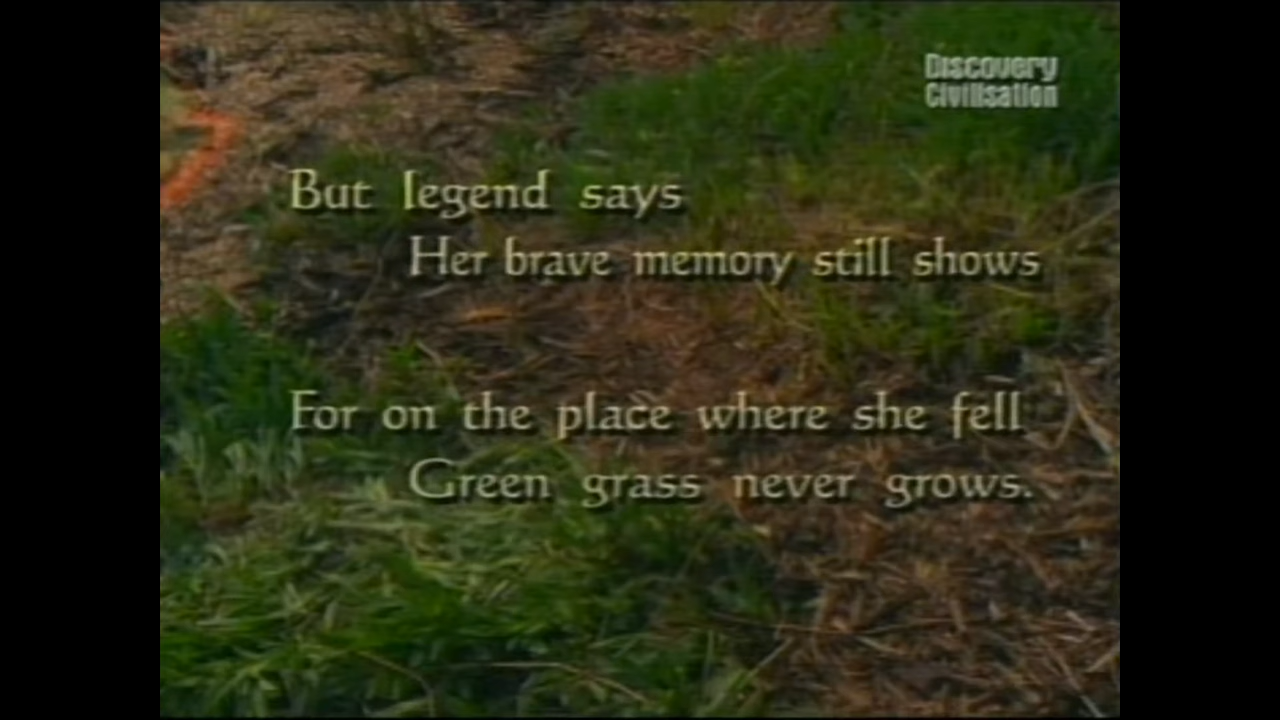 Discovery
Civilisation
But legend says
Her brave memory still shows
For on the place where she fell
Green grass never grows.